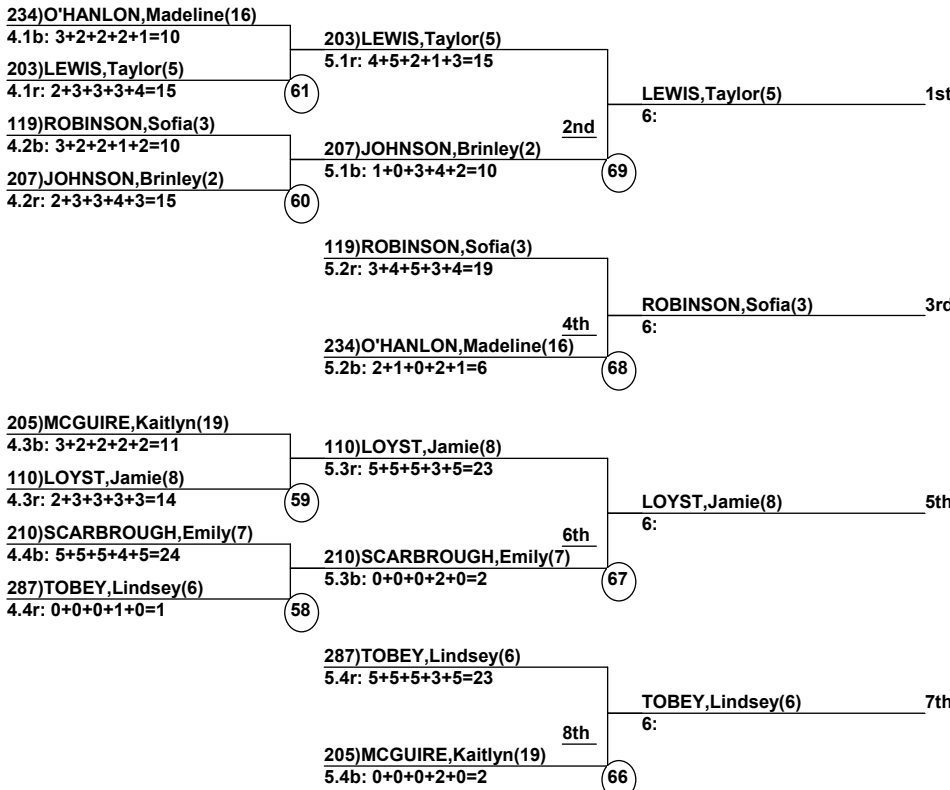 234)O'HANLON,Madeline(16)
4.1b: 3+2+2+2+1=10
203)LEWIS,Taylor(5)
4.1r: 2+3+3+3+4=15
61
119)ROBINSON,Sofia(3)
4.2b: 3+2+2+1+2=10
207)JOHNSON,Brinley(2)
4.2r: 2+3+3+4+3=15
60
203)LEWIS,Taylor(5)
5.1r: 4+5+2+1+3=15
2nd
207)JOHNSON,Brinley(2)
5.1b: 1+0+3+4+2=10
69
LEWIS,Taylor(5)
6:
1st
119)ROBINSON,Sofia(3)
5.2r: 3+4+5+3+4=19
4th
234)O'HANLON,Madeline(16)
5.2b: 2+1+0+2+1=6
68
ROBINSON,Sofia(3)
6:
3rd
205)MCGUIRE,Kaitlyn(19)
4.3b: 3+2+2+2+2=11
110)LOYST,Jamie(8)
4.3r: 2+3+3+3+3=14
59
210)SCARBROUGH,Emily(7)
4.4b: 5+5+5+4+5=24
287)TOBEY,Lindsey(6)
4.4r: 0+0+0+1+0=1
58
110)LOYST,Jamie(8)
5.3r: 5+5+5+3+5=23
6th
210)SCARBROUGH,Emily(7)
5.3b: 0+0+0+2+0=2
67
LOYST,Jamie(8)
6:
5th
287)TOBEY,Lindsey(6)
5.4r: 5+5+5+3+5=23
8th
205)MCGUIRE,Kaitlyn(19)
5.4b: 0+0+0+2+0=2
66
TOBEY,Lindsey(6)
6:
7th